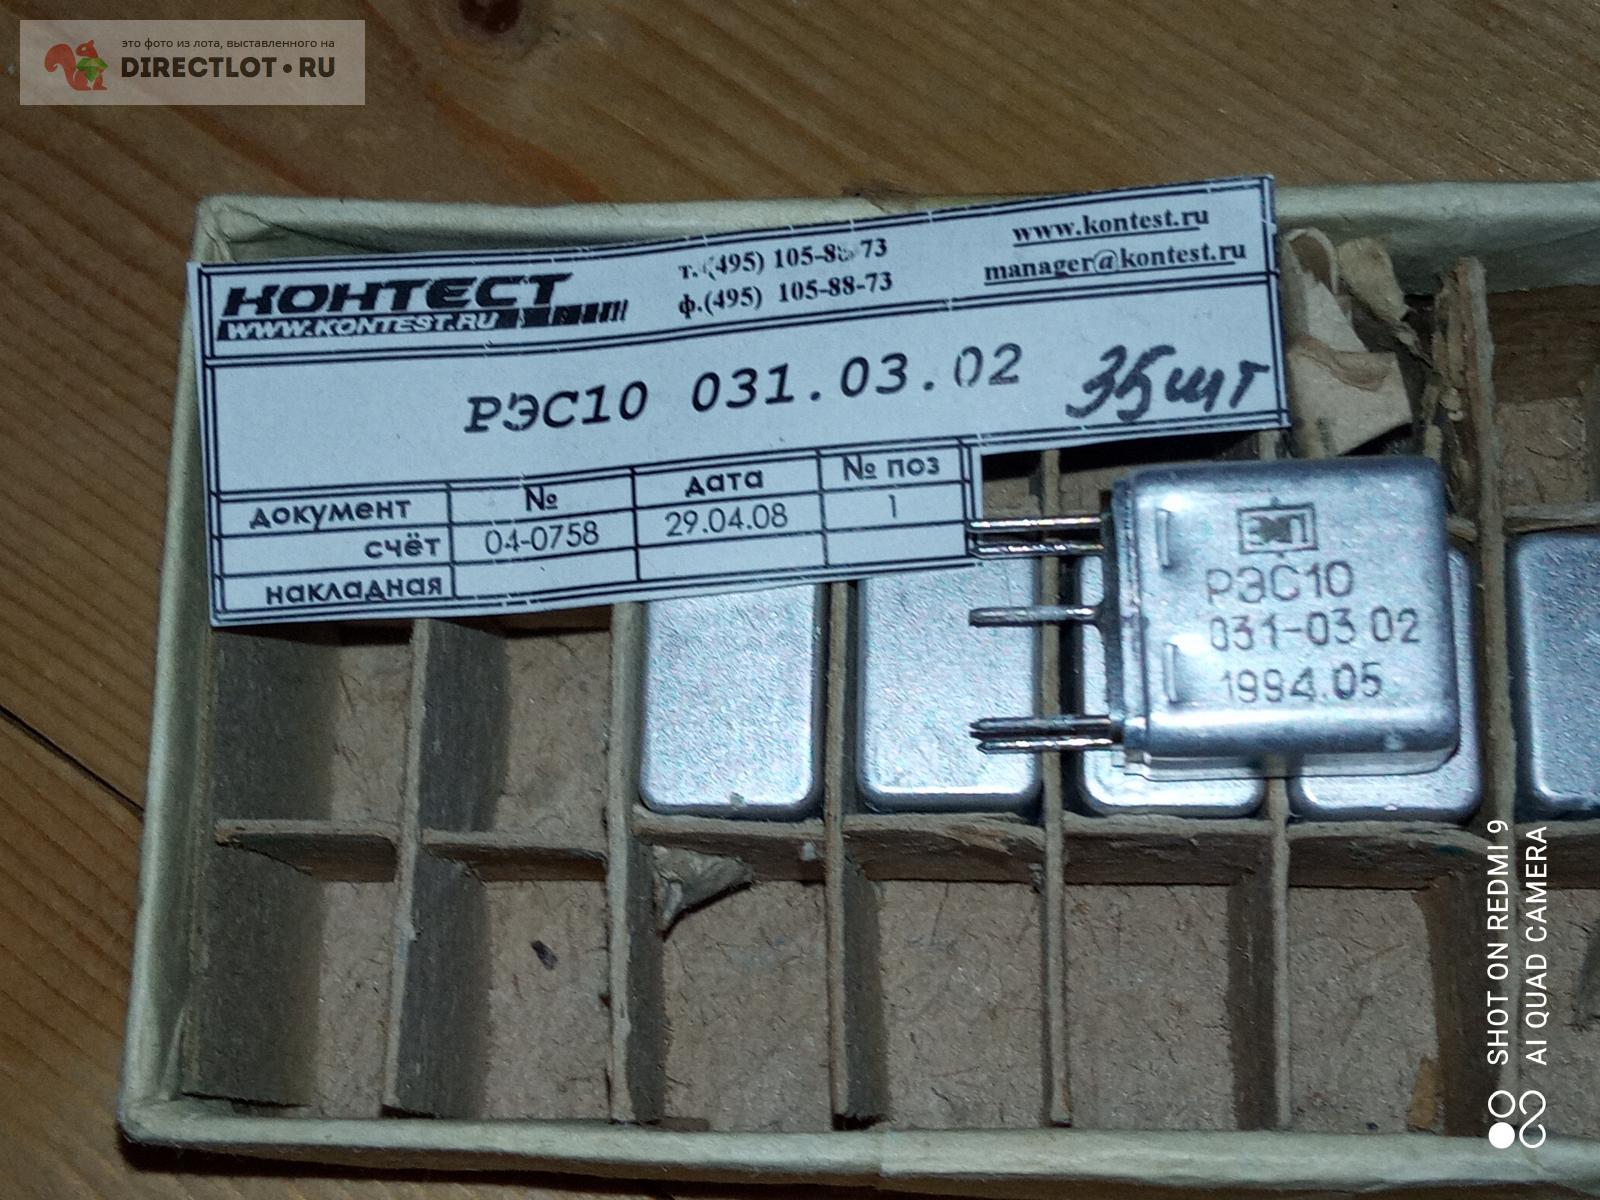 это фото из лота, выставленного на
DIRECTLOT•RU
КОНТЕСТ
WWW.KONTEST.RU
т. (495) 105-88-73
ф.(495) 105-88-73
www.kontest.ru
manager@kontest.ru
РЭС10 031.03.02
35шт
документ № дата № поз
счёт 04-0758 29.04.08 1
накладная
РЭС10
031-03 02
1994.05
SHOT ON REDMI 9
AI QUAD CAMERA